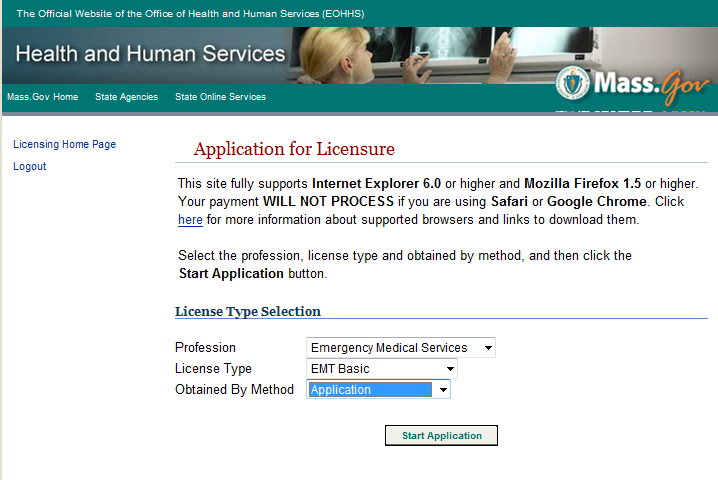 The Official Website of the Office of Health and Human Services (EOHHS)
Health and Human Services
Mass.Gov
Mass.Gov Home State Agencies State Online Services
Licensing Home Page
Logout
Application for Licensure
This site fully supports Internet Explorer 6.0 or higher and Mozilla Firefox 1.5 or higher.
Your payment WILL NOT PROCESS if you are using Safari or Google Chrome. Click
here for more information about supported browsers and links to download them.
Select the profession, license type and obtained by method, and then click the
Start Application button.
License Type Selection
Profession Emergency Medical Services
License Type EMT Basic
Obtained By Method Application
Start Application